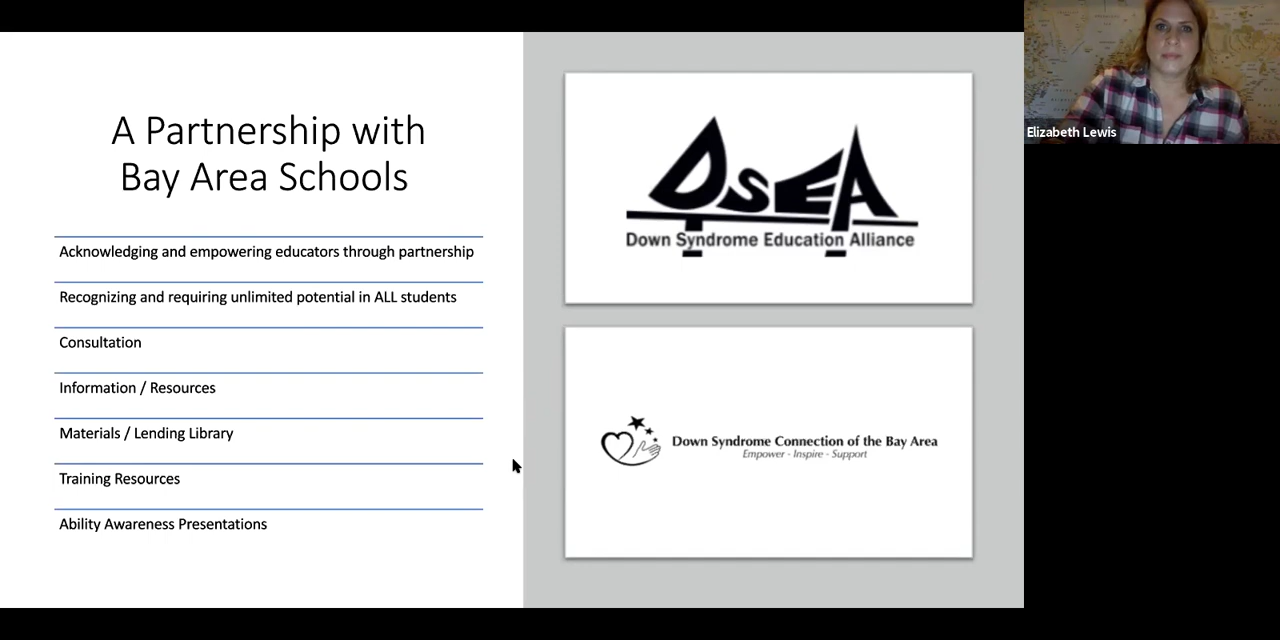 A Partnership with
Bay Area Schools
Acknowledging and empowering educators through partnership
Recognizing and requiring unlimited potential in ALL students
Consultation
Information / Resources
Materials / Lending Library
Training Resources
Ability Awareness Presentations
DSEA
Down Syndrome Education Alliance
Down Syndrome Connection of the Bay Area
Empower - Inspire - Support
Elizabeth Lewis